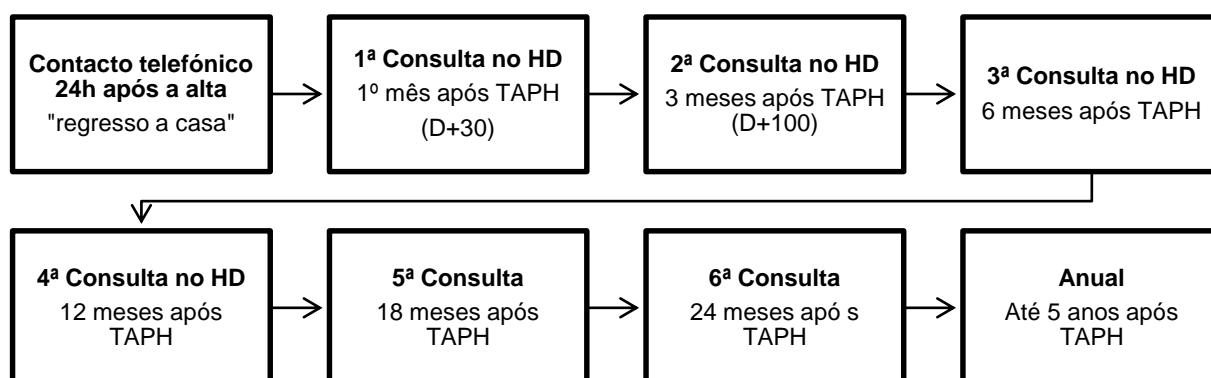 Contacto telefónico
24h após a alta
"regresso a casa"
1ª Consulta no HD
1º mês após TAPH
(D+30)
2ª Consulta no HD
3 meses após TAPH
(D+100)
3ª Consulta no HD
6 meses após TAPH
4ª Consulta no HD
12 meses após
TAPH
5ª Consulta
18 meses após
TAPH
6ª Consulta
24 meses apó s
TAPH
Anual
Até 5 anos após
TAPH